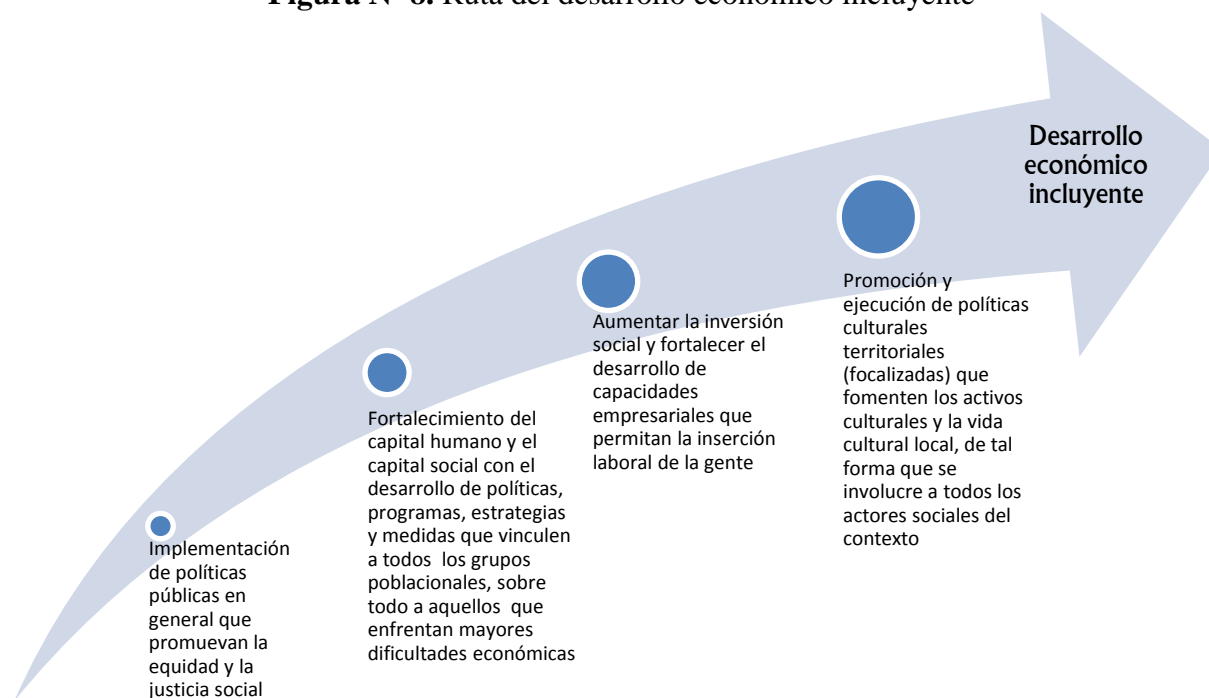 Figura N° 8. Ruta del desarrollo económico incluyente
Desarrollo
económico
incluyente
Implementación
de políticas
públicas en
general que
promuevan la
equidad y la
justicia social
Fortalecimiento del
capital humano y el
capital social con el
desarrollo de políticas,
programas, estrategias
y medidas que vinculen
a todos los grupos
poblacionales, sobre
todo a aquellos que
enfrentan mayores
dificultades económicas
Aumentar la inversión
social y fortalecer el
desarrollo de
capacidades
empresariales que
permitan la inserción
laboral de la gente
Promoción y
ejecución de políticas
culturales
territoriales
(focalizadas) que
fomenten los activos
culturales y la vida
cultural local, de tal
forma que se
involucre a todos los
actores sociales del
contexto